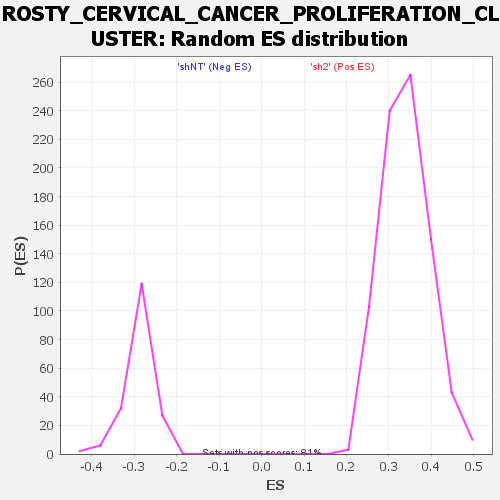 ROSTY_CERVICAL_CANCER_PROLIFERATION_CL
USTER: Random ES distribution
'shNT' (Neg ES) 'sh2' (Pos ES)
260
240
220
200
180
160
140
120
100
80
60
40
20
0
P(ES)
Sets with pos scores: 81%
-0.4 -0.3 -0.2 -0.1 0.0 0.1 0.2 0.3 0.4 0.5
ES